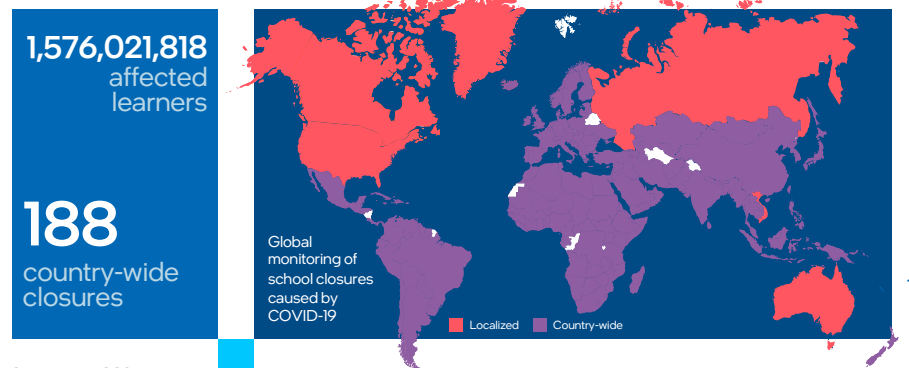 1,576,021,818
affected
learners
188
country-wide
closures
Global
monitoring of
school closures
caused by
COVID-19
Localized
Country-wide